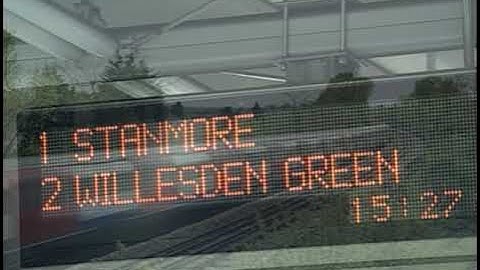 1 STANMORE
2 WILLESDEN GREEN
15:27